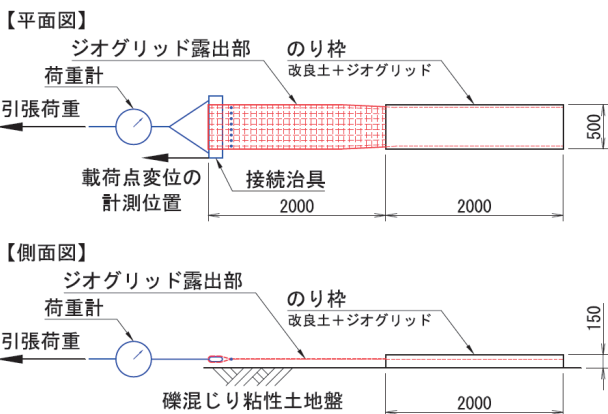 【平面図】
ジオグリッド露出部
のり枠
改良土＋ジオグリッド
荷重計
引張荷重
500
載荷点変位の
計測位置
接続治具
2000
2000
【側面図】
ジオグリッド露出部
のり枠
改良土＋ジオグリッド
荷重計
引張荷重
150
礫混じり粘性土地盤
2000